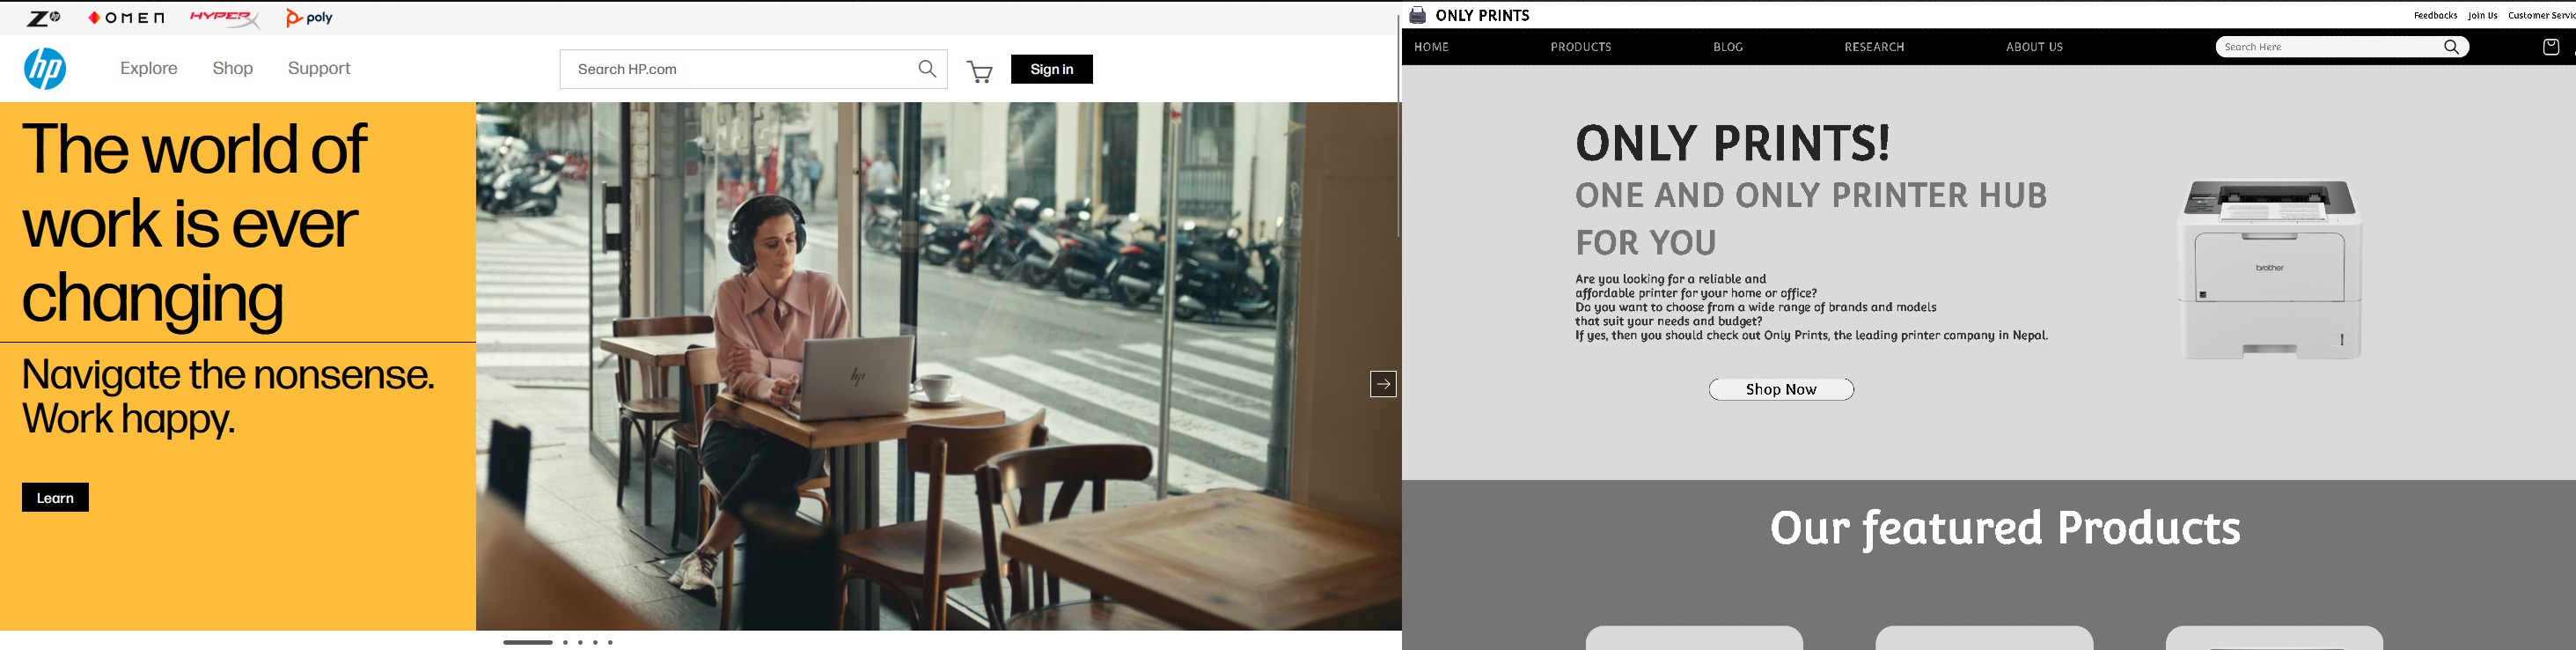 OMEN
HYPERX
poly
hp
Explore
Shop
Support
Search HP.com
Sign in
The world of
work is ever
changing
Navigate the nonsense.
Work happy.
Learn
hp
ONLY PRINTS
Feedbacks
Join Us
HOME
PRODUCTS
BLOG
RESEARCH
ABOUT US
Search Here
ONLY PRINTS!
ONE AND ONLY PRINTER HUB
FOR YOU
Are you looking for a reliable and
affordable printer for your home or office?
Do you want to choose from a wide range of brands and models
that suit your needs and budget?
If yes, then you should check out Only Prints, the leading printer company in Nepal.
brother
Shop Now
Our featured Products